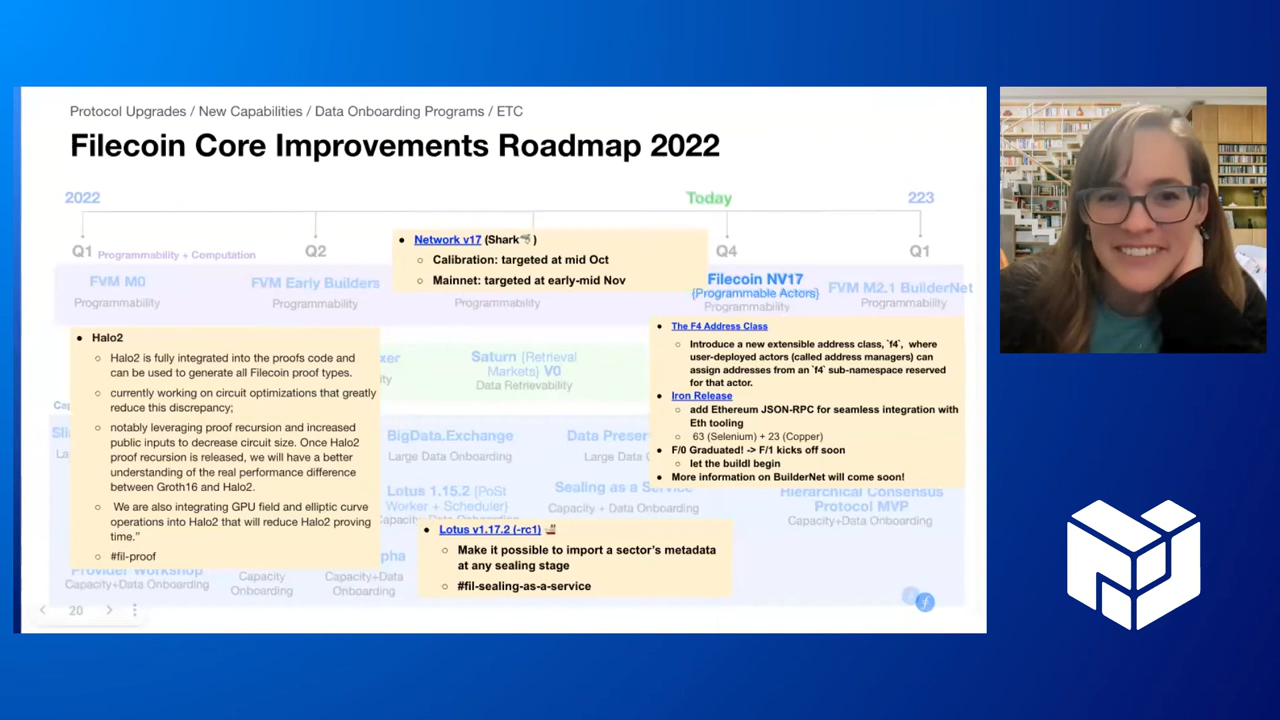 Protocol Upgrades / New Capabilities / Data Onboarding Programs / ETC
Filecoin Core Improvements Roadmap 2022
2022
Today
223
Q1
Programmability + Computation
Q2
Q4
Q1
FVM M0
Programmability
FVM Early Builders
Programmability
Programmability
Filecoin NV17
{Programmable Actors}
Programmability
FVM M2.1 BuilderNet
Programmability
• Network v17 (Shark🦈)
○ Calibration: targeted at mid Oct
○ Mainnet: targeted at early-mid Nov
• Halo2
○ Halo2 is fully integrated into the proofs code and
can be used to generate all Filecoin proof types.
○ currently working on circuit optimizations that greatly
reduce this discrepancy;
○ notably leveraging proof recursion and increased
public inputs to decrease circuit size. Once Halo2
proof recursion is released, we will have a better
understanding of the real performance difference
between Groth16 and Halo2.
○ We are also integrating GPU field and elliptic curve
operations into Halo2 that will reduce Halo2 proving
time.”
○ #fil-proof
Saturn {Retrieval
Markets} V0
Data Retrievability
• The F4 Address Class
○ Introduce a new extensible address class, `f4`, where
user-deployed actors (called address managers) can
assign addresses from an `f4` sub-namespace reserved
for that actor.
• Iron Release
○ add Ethereum JSON-RPC for seamless integration with
Eth tooling
○ 63 (Selenium) + 23 (Copper)
• F/0 Graduated! -> F/1 kicks off soon
○ let the buildl begin
• More information on BuilderNet will come soon!
BigData.Exchange
Large Data Onboarding
Data Preser
Large Data
Lotus 1.15.2 {PoSt
Worker + Scheduler}
Sealing as a Service
Capacity + Data Onboarding
Hierarchical Consensus
Protocol MVP
Capacity+Data Onboarding
• Lotus v1.17.2 (-rc1)
○ Make it possible to import a sector’s metadata
at any sealing stage
○ #fil-sealing-as-a-service
Provider Workshop
Capacity+Data Onboarding
Capacity
Onboarding
pha
Capacity+Data
Onboarding
20